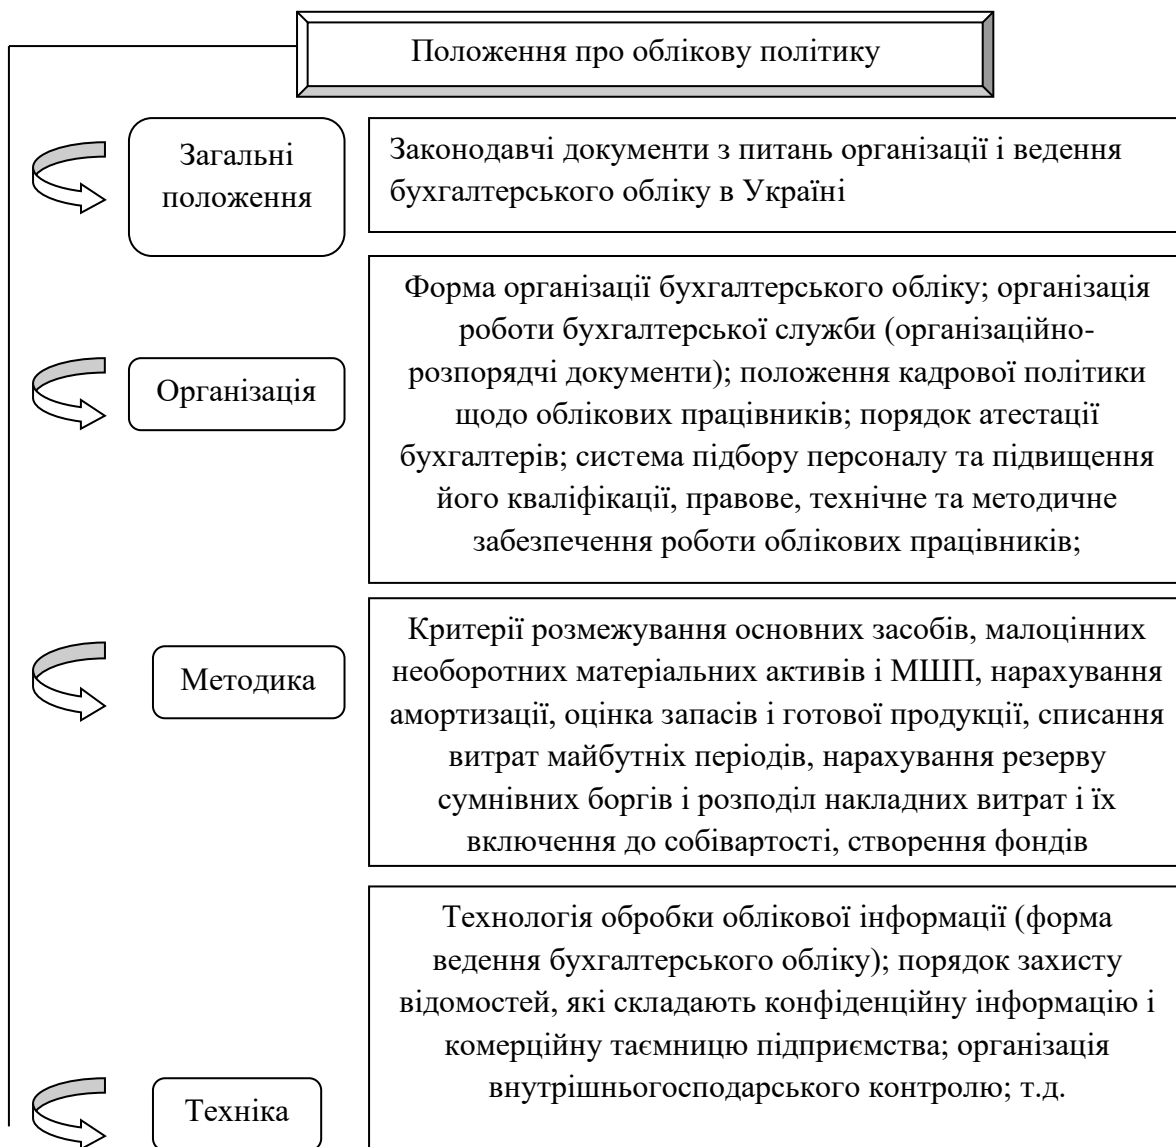 Положення про облікову політику
Загальні
положення
Законодавчі документи з питань організації і ведення
бухгалтерського обліку в Україні
Організація
Форма організації бухгалтерського обліку; організація
роботи бухгалтерської служби (організаційно-
розпорядчі документи); положення кадрової політики
щодо облікових працівників; порядок атестації
бухгалтерів; система підбору персоналу та підвищення
його кваліфікації, правове, технічне та методичне
забезпечення роботи облікових працівників;
Методика
Критерії розмежування основних засобів, малоцінних
необоротних матеріальних активів і МШП, нарахування
амортизації, оцінка запасів і готової продукції, списання
витрат майбутніх періодів, нарахування резерву
сумнівних боргів і розподіл накладних витрат і їх
включення до собівартості, створення фондів
Техніка
Технологія обробки облікової інформації (форма
ведення бухгалтерського обліку); порядок захисту
відомостей, які складають конфіденційну інформацію і
комерційну таємницю підприємства; організація
внутрішньогосподарського контролю; т.д.